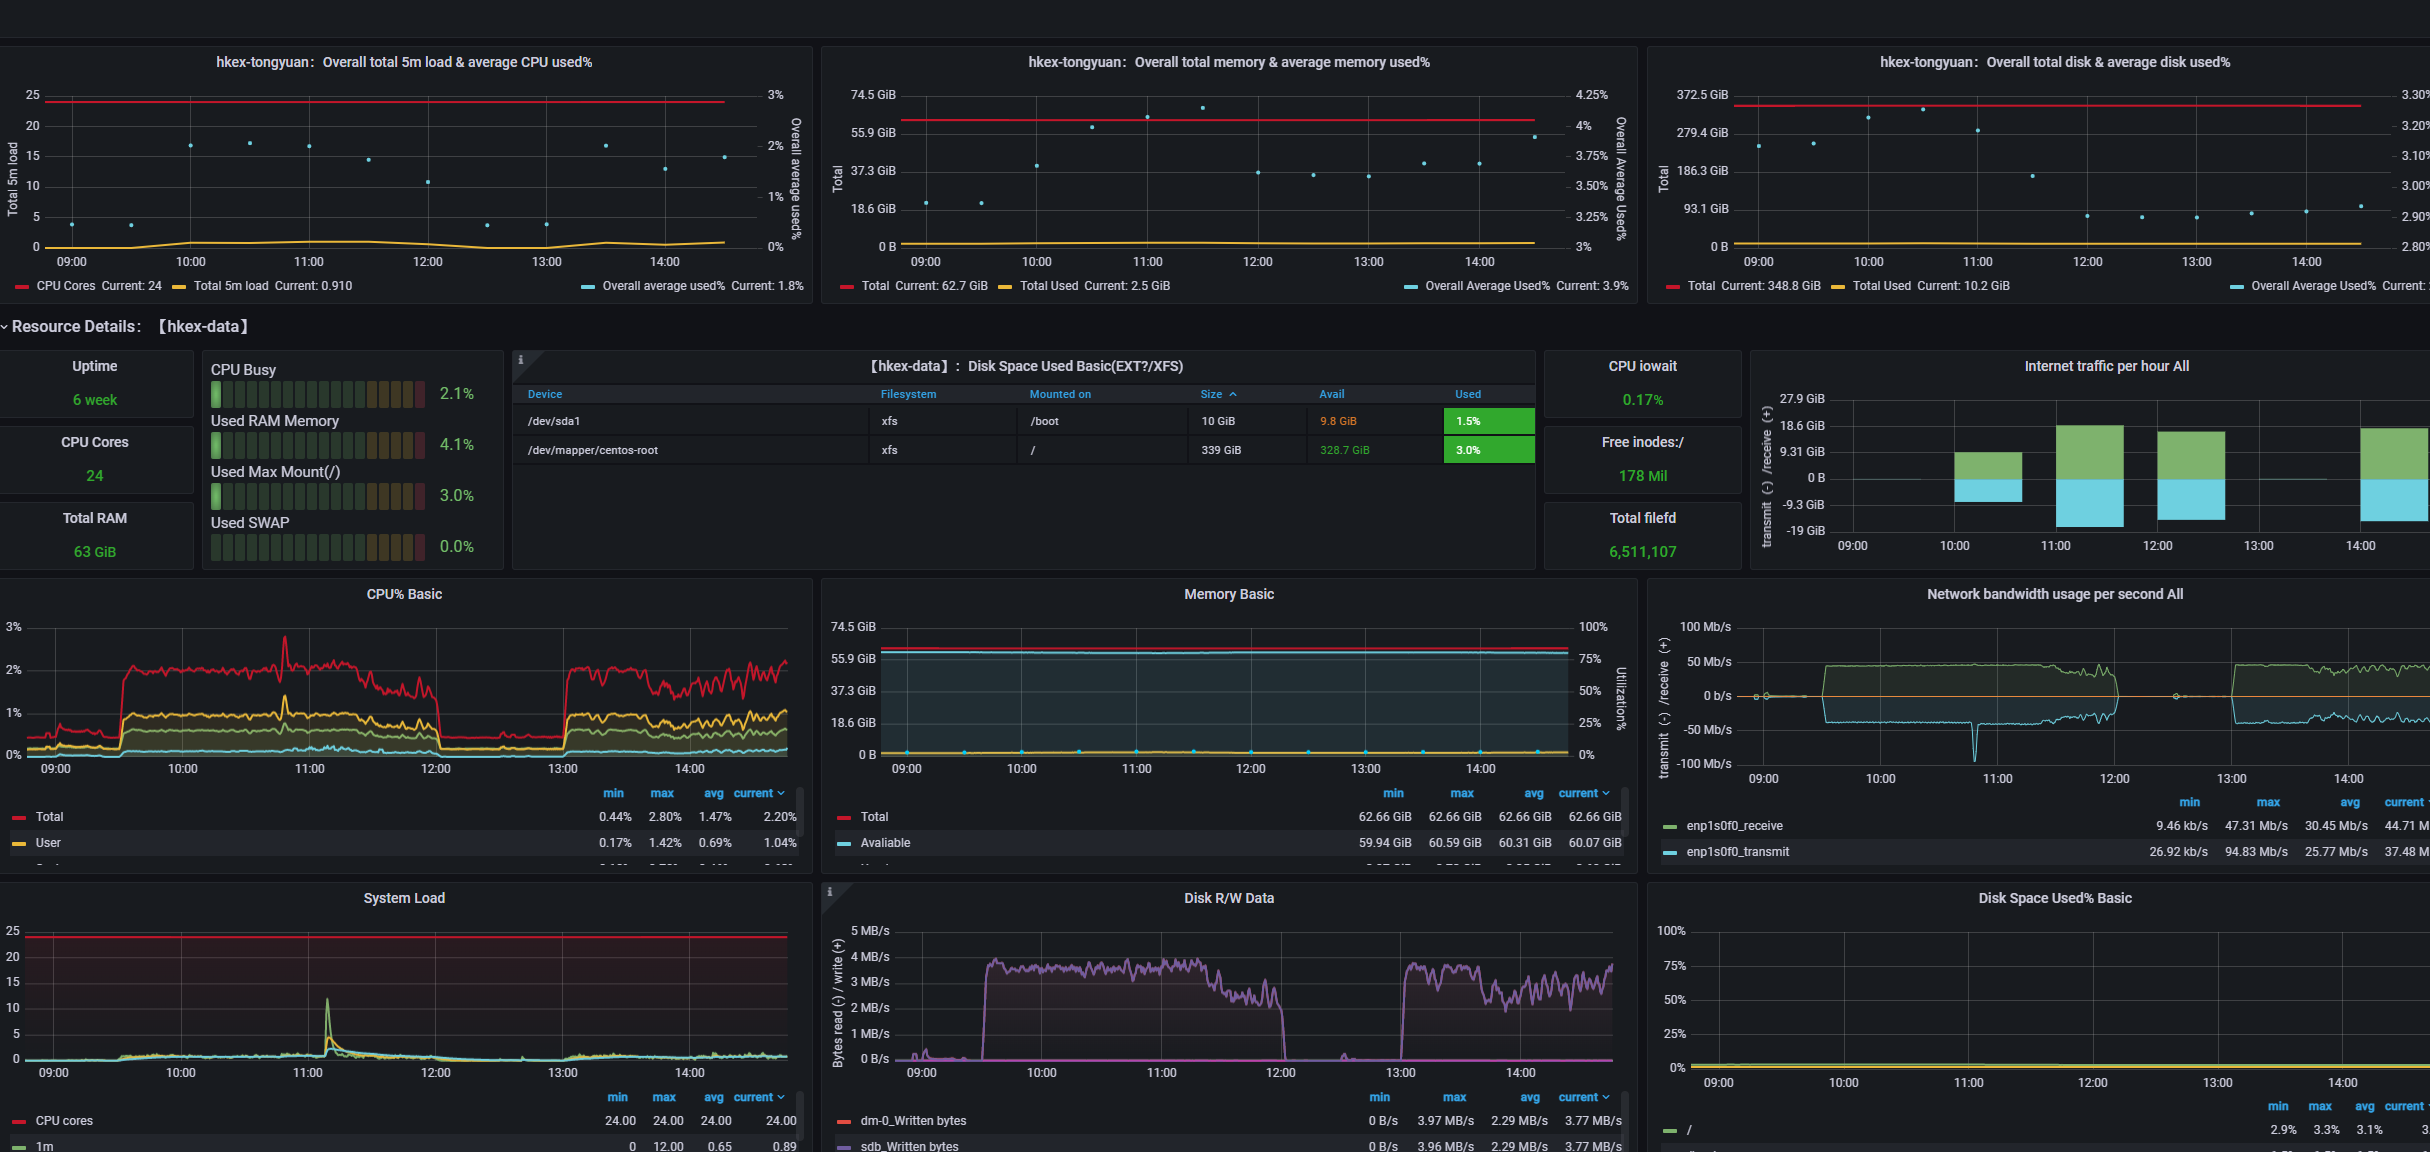 hkex-tongyuan： Overall total 5m load & average CPU used%
25
20
15
10
5
0
Total 5m load
3%
2%
1%
0%
Overall average used%
09:00 10:00 11:00 12:00 13:00 14:00
CPU Cores Current: 24 Total 5m load Current: 0.910 Overall average used% Current: 1.8%
hkex-tongyuan： Overall total memory & average memory used%
74.5 GiB
55.9 GiB
37.3 GiB
18.6 GiB
0 B
Total
4.25%
4%
3.75%
3.50%
3.25%
3%
Overall Average Used%
09:00 10:00 11:00 12:00 13:00 14:00
Total Current: 62.7 GiB Total Used Current: 2.5 GiB Overall Average Used% Current: 3.9%
hkex-tongyuan： Overall total disk & average disk used%
372.5 GiB
279.4 GiB
186.3 GiB
93.1 GiB
0 B
Total
3.30%
3.20%
3.10%
3.00%
2.90%
2.80%
09:00 10:00 11:00 12:00 13:00 14:00
Total Current: 348.8 GiB Total Used Current: 10.2 GiB Overall Average Used% Current:
Resource Details： 【hkex-data】
Uptime
6 week
CPU Cores
24
Total RAM
63 GiB
CPU Busy
2.1%
Used RAM Memory
4.1%
Used Max Mount(/)
3.0%
Used SWAP
0.0%
【hkex-data】： Disk Space Used Basic(EXT?/XFS)
Device Filesystem Mounted on Size Avail Used
/dev/sda1 xfs /boot 10 GiB 9.8 GiB 1.5%
/dev/mapper/centos-root xfs / 339 GiB 328.7 GiB 3.0%
CPU iowait
0.17%
Free inodes:/
178 Mil
Total filefd
6,511,107
Internet traffic per hour All
27.9 GiB
18.6 GiB
9.31 GiB
0 B
-9.3 GiB
-19 GiB
transmit (-) /receive (+)
09:00 10:00 11:00 12:00 13:00 14:00
CPU% Basic
3%
2%
1%
0%
09:00 10:00 11:00 12:00 13:00 14:00
min max avg current
Total 0.44% 2.80% 1.47% 2.20%
User 0.17% 1.42% 0.69% 1.04%
Memory Basic
74.5 GiB
55.9 GiB
37.3 GiB
18.6 GiB
0 B
100%
75%
50%
25%
0%
Utilization%
09:00 10:00 11:00 12:00 13:00 14:00
min max avg current
Total 62.66 GiB 62.66 GiB 62.66 GiB 62.66 GiB
Avaliable 59.94 GiB 60.59 GiB 60.31 GiB 60.07 GiB
Network bandwidth usage per second All
100 Mb/s
50 Mb/s
0 b/s
-50 Mb/s
-100 Mb/s
transmit (-) /receive (+)
09:00 10:00 11:00 12:00 13:00 14:00
min max avg current
enp1s0f0_receive 9.46 kb/s 47.31 Mb/s 30.45 Mb/s 44.71 M
enp1s0f0_transmit 26.92 kb/s 94.83 Mb/s 25.77 Mb/s 37.48 M
System Load
25
20
15
10
5
0
09:00 10:00 11:00 12:00 13:00 14:00
min max avg current
CPU cores 24.00 24.00 24.00 24.00
1m 0 12.00 0.65 0.89
Disk R/W Data
5 MB/s
4 MB/s
3 MB/s
2 MB/s
1 MB/s
0 B/s
Bytes read (-) / write (+)
09:00 10:00 11:00 12:00 13:00 14:00
min max avg current
dm-0_Written bytes 0 B/s 3.97 MB/s 2.29 MB/s 3.77 MB/s
sdb_Written bytes 0 B/s 3.96 MB/s 2.29 MB/s 3.77 MB/s
Disk Space Used% Basic
100%
75%
50%
25%
0%
09:00 10:00 11:00 12:00 13:00 14:00
min max avg current
/ 2.9% 3.3% 3.1% 3.